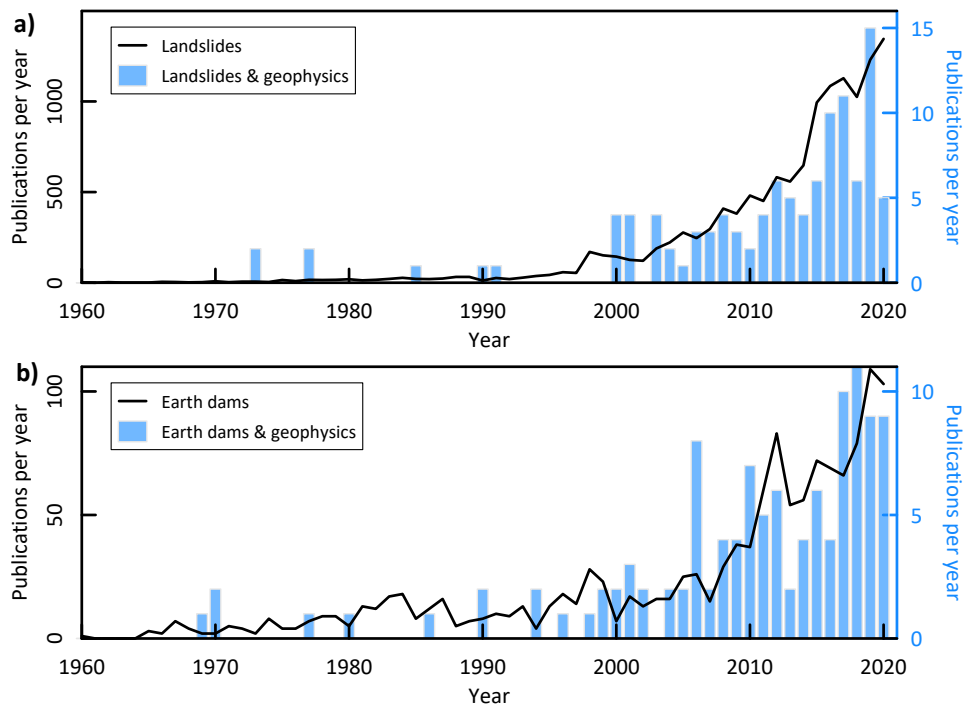 a)
Publications per year
0
500
1000
Landslides
Landslides & geophysics
0
5
10
15
Publications per year
1960 1970 1980 1990 2000 2010 2020
Year
b)
Publications per year
0
50
100
Earth dams
Earth dams & geophysics
0
5
10
Publications per year
1960 1970 1980 1990 2000 2010 2020
Year